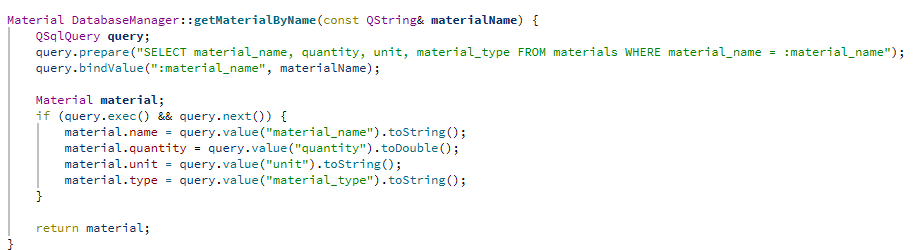 Material DatabaseManager::getMaterialByName(const QString& materialName) {
    QSqlQuery query;
    query.prepare("SELECT material_name, quantity, unit, material_type FROM materials WHERE material_name = :material_name");
    query.bindValue(":material_name", materialName);

    Material material;
    if (query.exec() && query.next()) {
        material.name = query.value("material_name").toString();
        material.quantity = query.value("quantity").toDouble();
        material.unit = query.value("unit").toString();
        material.type = query.value("material_type").toString();
    }

    return material;
}